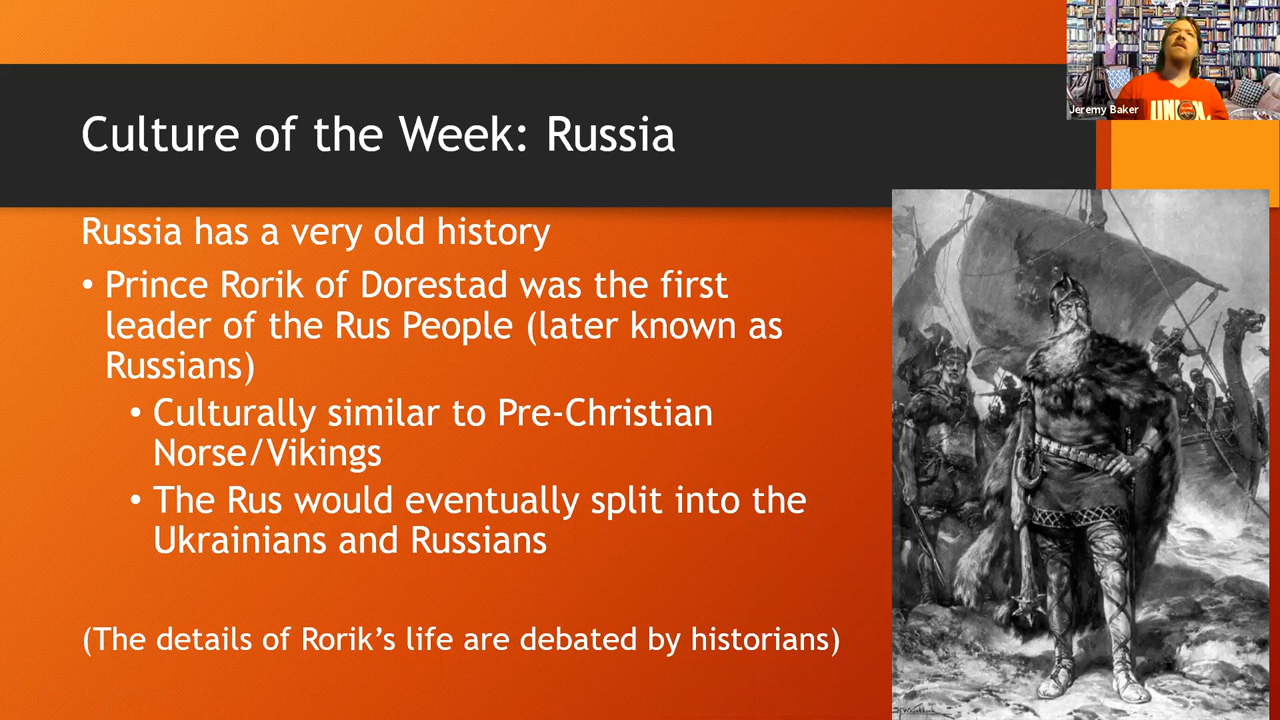 Jeremy Baker
Culture of the Week: Russia
Russia has a very old history
• Prince Rorik of Dorestad was the first
leader of the Rus People (later known as
Russians)
• Culturally similar to Pre-Christian
Norse/Vikings
• The Rus would eventually split into the
Ukrainians and Russians
(The details of Rorik’s life are debated by historians)